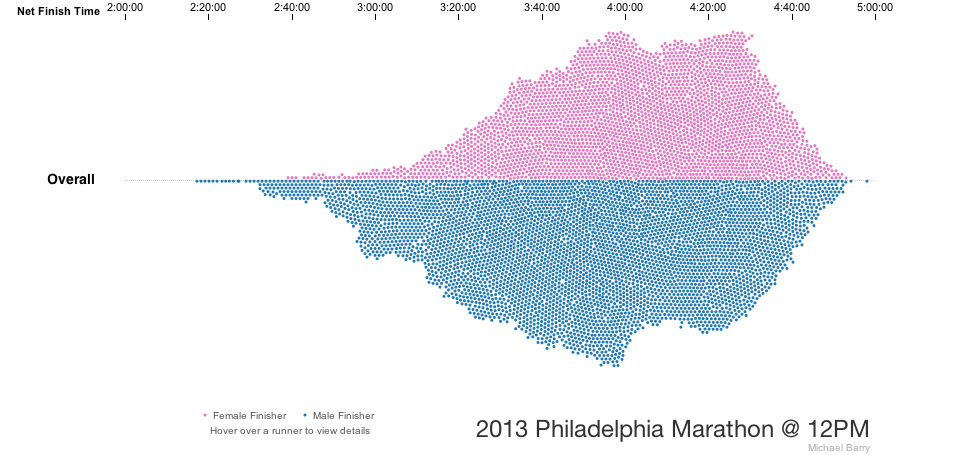 Net Finish Time 2:00:00 2:20:00 2:40:00 3:00:00 3:20:00 3:40:00 4:00:00 4:20:00 4:40:00 5:00:00
Overall
Female Finisher Male Finisher
Hover over a runner to view details
2013 Philadelphia Marathon @ 12PM
Michael Barry